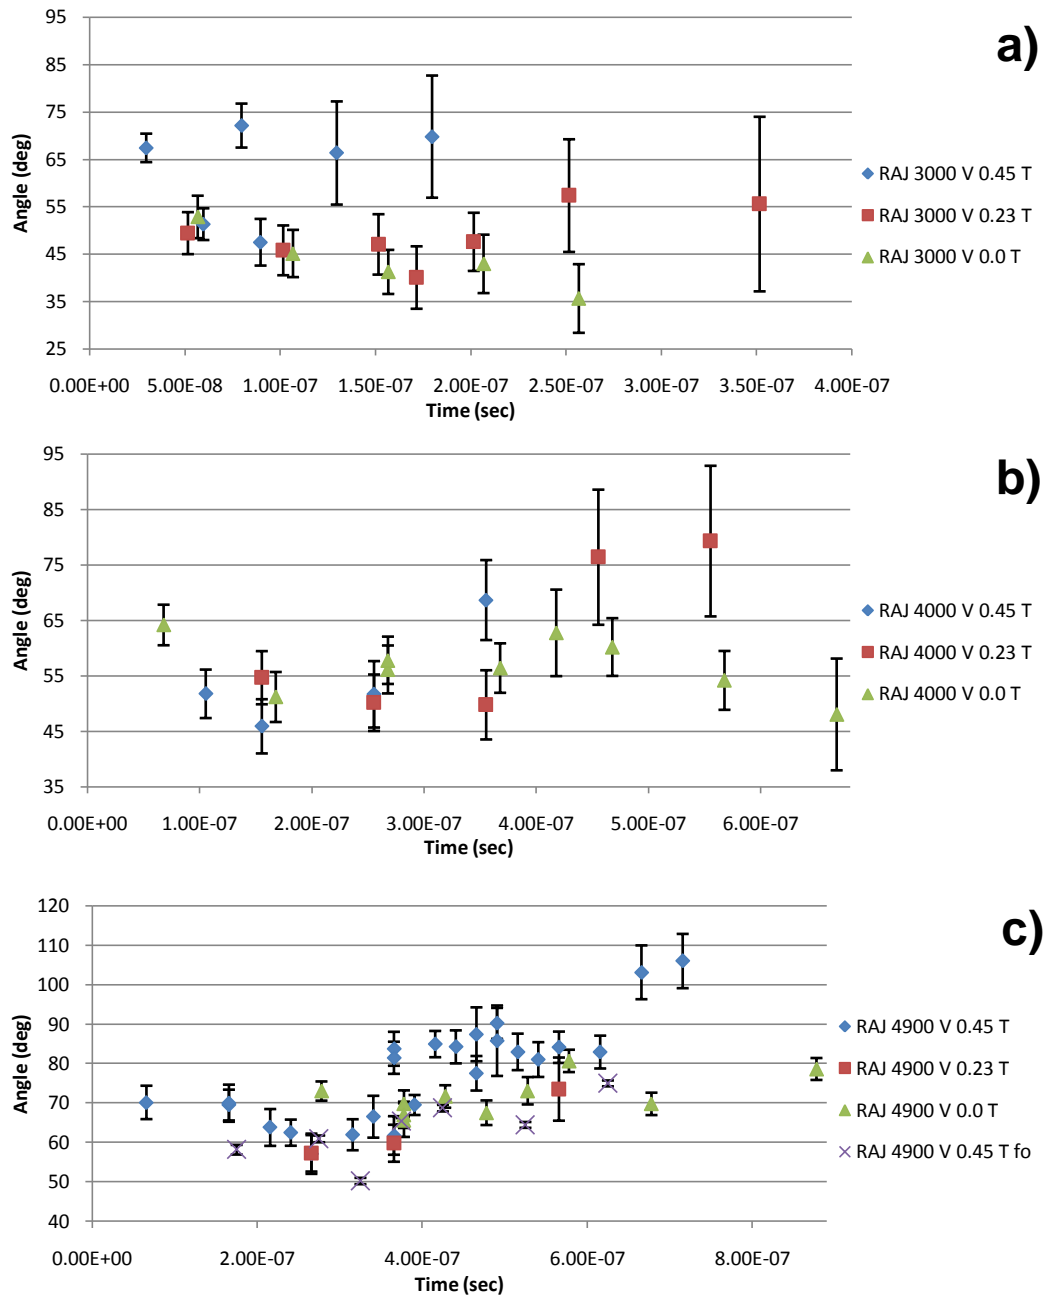 95
a)
85
75
65
55
45
35
25
Angle (deg)
0.00E+00 5.00E-08 1.00E-07 1.50E-07 2.00E-07 2.50E-07 3.00E-07 3.50E-07 4.00E-07
Time (sec)
RAJ 3000 V 0.45 T
RAJ 3000 V 0.23 T
RAJ 3000 V 0.0 T
95
b)
85
75
65
55
45
35
Angle (deg)
0.00E+00 1.00E-07 2.00E-07 3.00E-07 4.00E-07 5.00E-07 6.00E-07
Time (sec)
RAJ 4000 V 0.45 T
RAJ 4000 V 0.23 T
RAJ 4000 V 0.0 T
120
c)
110
100
90
80
70
60
50
40
Angle (deg)
0.00E+00 2.00E-07 4.00E-07 6.00E-07 8.00E-07
Time (sec)
RAJ 4900 V 0.45 T
RAJ 4900 V 0.23 T
RAJ 4900 V 0.0 T
RAJ 4900 V 0.45 T fo